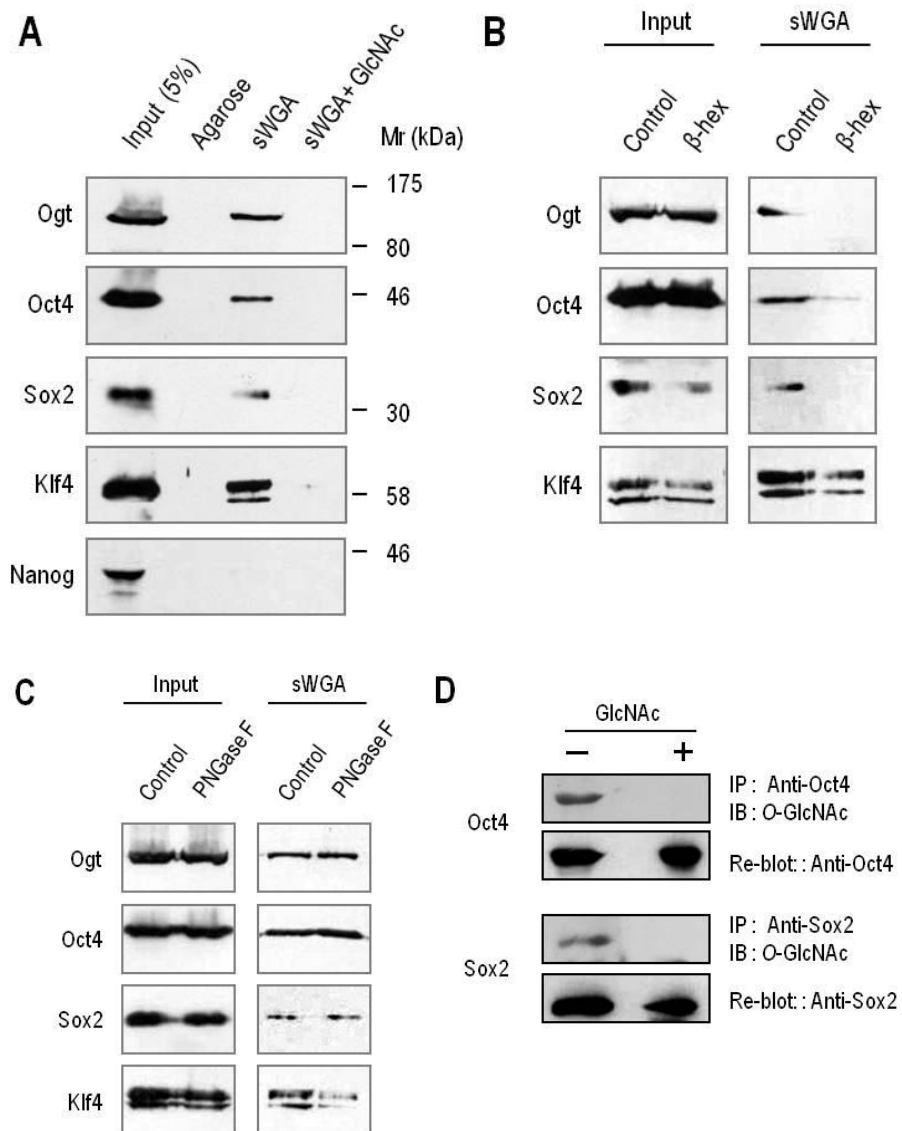 A
Input (5%)
Agarose
sWGA
sWGA+ GlcNAc
Mr (kDa)
Ogt
175
80
Oct4
46
Sox2
30
Klf4
58
Nanog
46
B
Input
sWGA
Control
β-hex
Control
β-hex
Ogt
Oct4
Sox2
Klf4
C
Input
sWGA
Control
PNGase F
Control
PNGase F
Ogt
Oct4
Sox2
Klf4
D
GlcNAc
− +
Oct4
IP : Anti-Oct4
IB : O-GlcNAc
Re-blot: : Anti-Oct4
Sox2
IP : Anti-Sox2
IB : O-GlcNAc
Re-blot: : Anti-Sox2